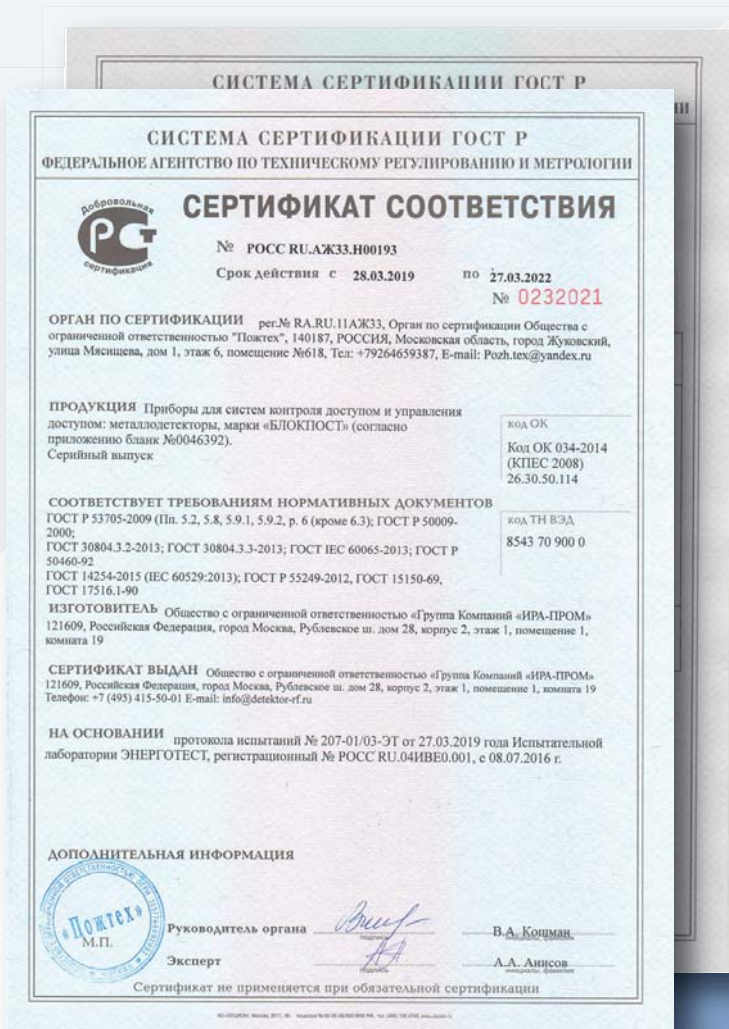 СИСТЕМА СЕРТИФИКАЦИИ ГОСТ Р
ИИ
СИСТЕМА СЕРТИФИКАЦИИ ГОСТ Р
ФЕДЕРАЛЬНОЕ АГЕНТСТВО ПО ТЕХНИЧЕСКОМУ РЕГУЛИРОВАНИЮ И МЕТРОЛОГИИ
Добровольная
РСТ
сертификация
СЕРТИФИКАТ СООТВЕТСТВИЯ
№ РОСС RU.АЖ33.Н00193
Срок действия с 28.03.2019 по 27.03.2022
№ 0232021
ОРГАН ПО СЕРТИФИКАЦИИ рег.№ RA.RU.11АЖ33, Орган по сертификации Общества с
ограниченной ответственностью "Пожтех", 140187, РОССИЯ, Московская область, город Жуковский,
улица Мясищева, дом 1, этаж 6, помещение №618, Тел: +79264659387, E-mail: Pozh.tex@yandex.ru
ПРОДУКЦИЯ Приборы для систем контроля доступом и управления
доступом: металлодетекторы, марки «БЛОКПОСТ» (согласно
приложению бланк №0046392).
Серийный выпуск
код ОК
Код ОК 034-2014
(КПЕС 2008)
26.30.50.114
СООТВЕТСТВУЕТ ТРЕБОВАНИЯМ НОРМАТИВНЫХ ДОКУМЕНТОВ
ГОСТ Р 53705-2009 (Пп. 5.2, 5.8, 5.9.1, 5.9.2, р. 6 (кроме 6.3); ГОСТ Р 50009-
2000;
ГОСТ 30804.3.2-2013; ГОСТ 30804.3.3-2013; ГОСТ IEC 60065-2013; ГОСТ Р
50460-92
ГОСТ 14254-2015 (IEC 60529:2013); ГОСТ Р 55249-2012, ГОСТ 15150-69,
ГОСТ 17516.1-90
код ТН ВЭД
8543 70 900 0
ИЗГОТОВИТЕЛЬ Общество с ограниченной ответственностью «Группа Компаний «ИРА-ПРОМ»
121609, Российская Федерация, город Москва, Рублевское ш. дом 28, корпус 2, этаж 1, помещение 1,
комната 19
СЕРТИФИКАТ ВЫДАН Общество с ограниченной ответственностью «Группа Компаний «ИРА-ПРОМ»
121609, Российская Федерация, город Москва, Рублевское ш. дом 28, корпус 2, этаж 1, помещение 1, комната 19
Телефон: +7 (495) 415-50-01 E-mail: info@detektor-rf.ru
НА ОСНОВАНИИ протокола испытаний № 207-01/03-ЭТ от 27.03.2019 года Испытательной
лаборатории ЭНЕРГОТЕСТ, регистрационный № РОСС RU.04ИВЕ0.001, с 08.07.2016 г.
ДОПОЛНИТЕЛЬНАЯ ИНФОРМАЦИЯ
«Пожтех»
М.П.
Руководитель органа
подпись
В.А. Кошман
инициалы, фамилия
Эксперт
подпись
А.А. Анисов
инициалы, фамилия
Сертификат не применяется при обязательной сертификации